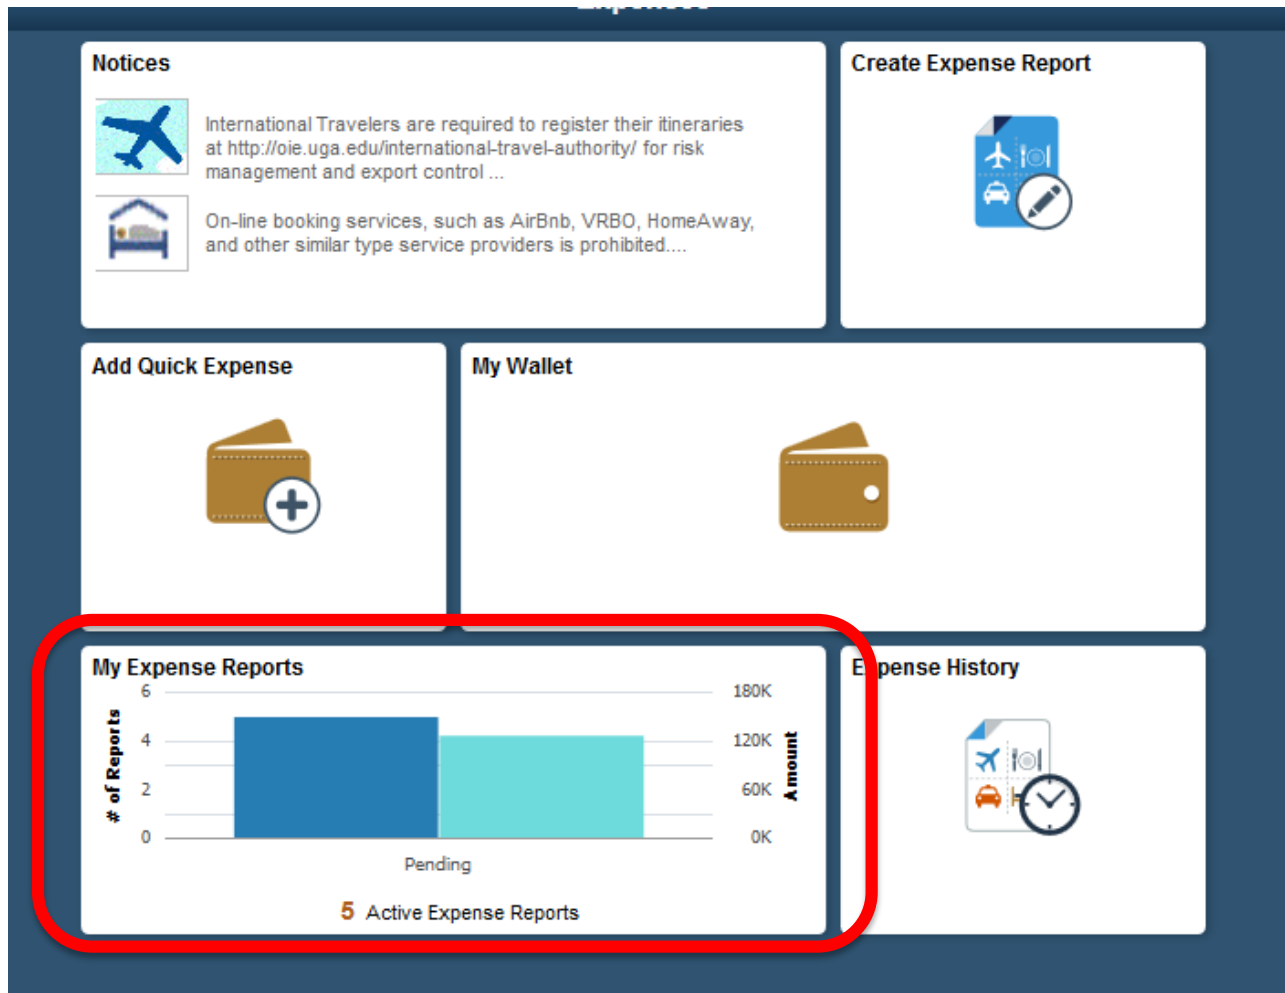 Expenses
Notices
International Travelers are required to register their itineraries
at http://oie.uga.edu/international-travel-authority/ for risk
management and export control ...
On-line booking services, such as AirBnb, VRBO, HomeAway,
and other similar type service providers is prohibited....
Create Expense Report
Add Quick Expense
My Wallet
My Expense Reports
# of Reports
6
4
2
0
180K
120K
60K
0K
Amount
Pending
5 Active Expense Reports
Expense History